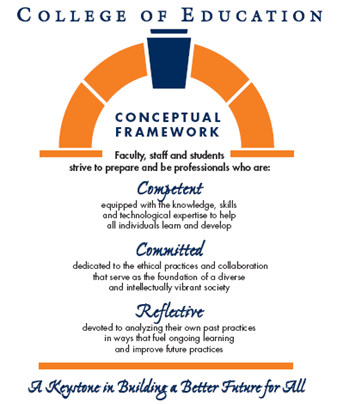 COLLEGE OF EDUCATION
CONCEPTUAL
FRAMEWORK
Faculty, staff and students
strive to prepare and be professionals who are:
Competent
equipped with the knowledge, skills
and technological expertise to help
all individuals learn and develop
Committed
dedicated to the ethical practices and collaboration
that serve as the foundation of a diverse
and intellectually vibrant society
Reflective
devoted to analyzing their own past practices
in ways that fuel ongoing learning
and improve future practices
A Keystone in Building a Better Future for All